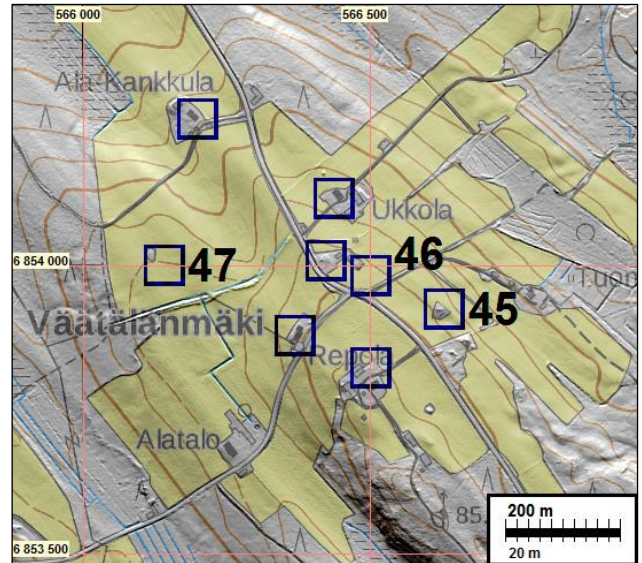 566 000
566 500
Ala-Kankkula
Ukkola
6 854 000
47
46
Tuom
45
Väätälänmäki
Repola
Alatalo
85.
200 m
20 m
6 853 500